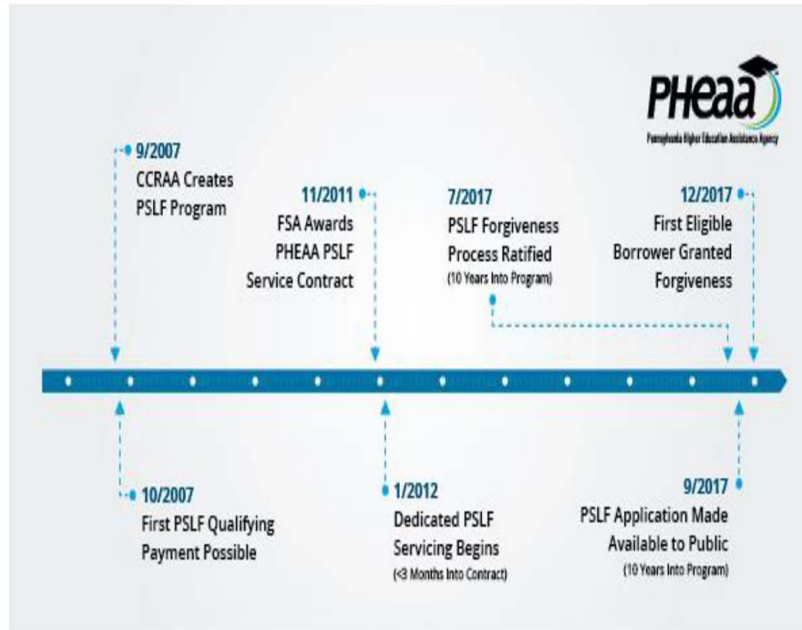 PHEAA
Pennsylvania Higher Education Assistance Agency
9/2007
CCRAA Creates
PSLF Program
11/2011
FSA Awards
PHEAA PSLF
Service Contract
7/2017
PSLF Forgiveness
Process Ratified
(10 Years Into Program)
12/2017
First Eligible
Borrower Granted
Forgiveness
10/2007
First PSLF Qualifying
Payment Possible
1/2012
Dedicated PSLF
Servicing Begins
(<3 Months Into Contract)
9/2017
PSLF Application Made
Available to Public
(10 Years Into Program)